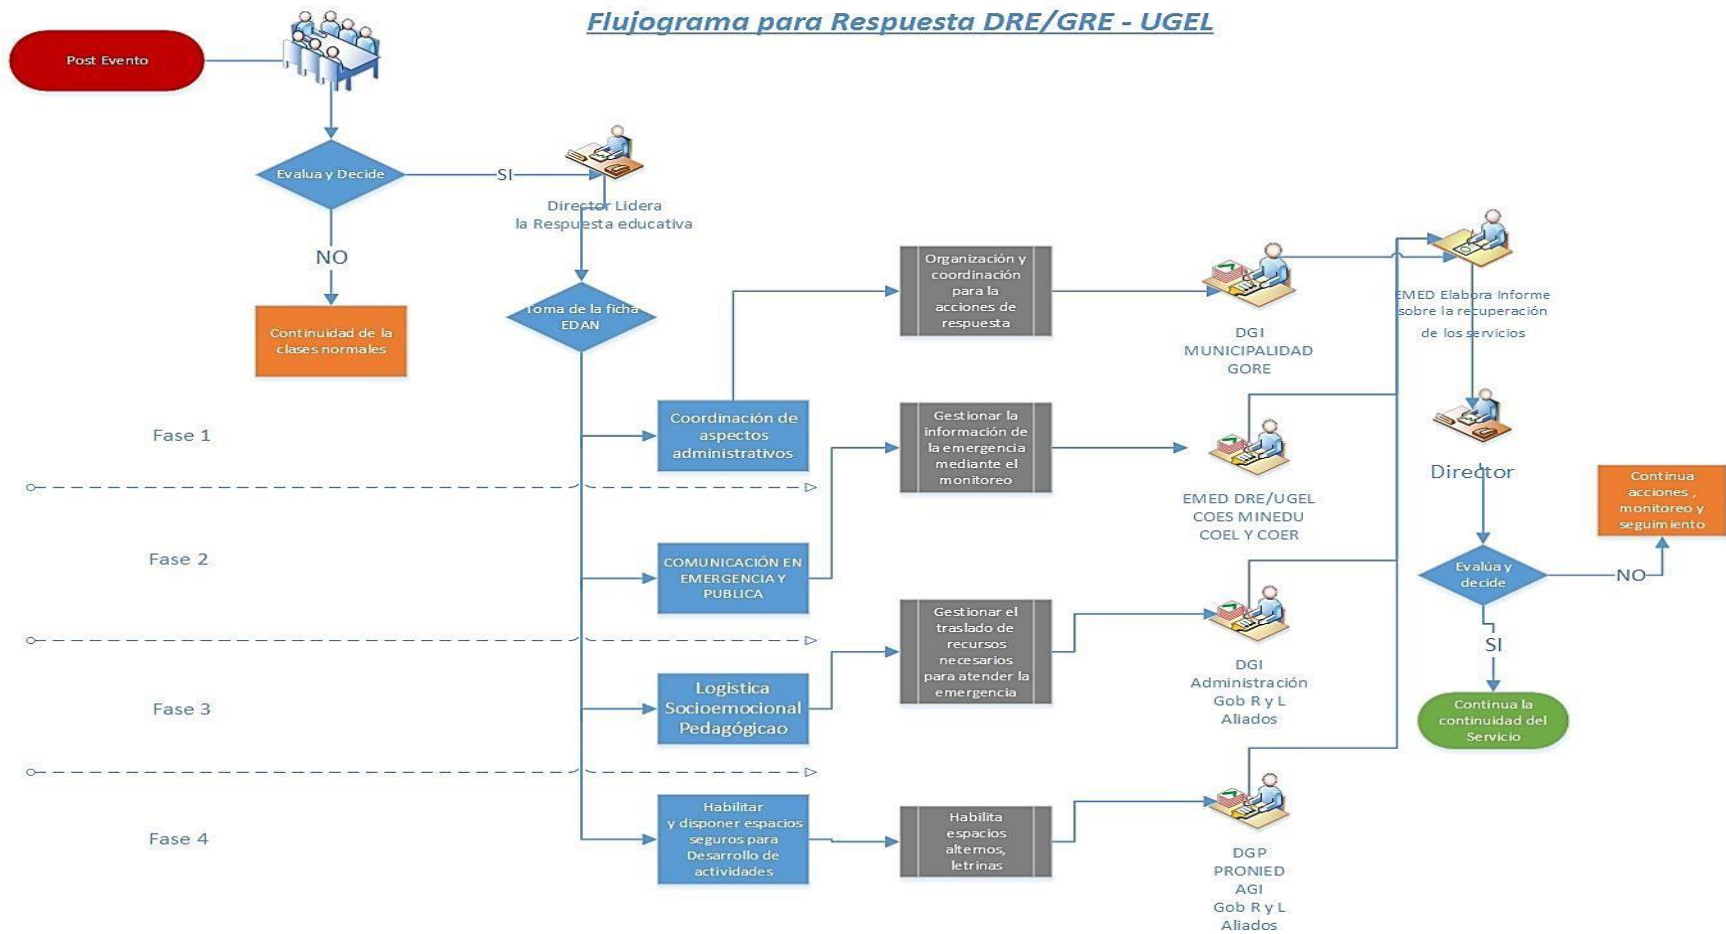 Flujograma para Respuesta DRE/GRE - UGEL
Post Evento
Evalua y Decide
SI
Director Lidera
la Respuesta educativa
NO
Continuidad de la
clases normales
Toma de la ficha
EDAN
Organización y
coordinación
para la
acciones de
respuesta
DGI
MUNICIPALIDAD
GORE
EMED Elabora Informe
sobre la recuperación
de los servicios
Fase 1
Coordinación de
aspectos
administrativos
Gestionar la
información de
la emergencia
mediante el
monitoreo
EMED DRE/UGEL
COES MINEDU
COEL Y COER
Director
Continua
acciones ,
monitoreo y
seguimiento
Fase 2
COMUNICACIÓN EN
EMERGENCIA Y
PUBLICA
Evalúa y
decide
NO
SI
Gestionar el
traslado de
recursos
necesarios
para atender la
emergencia
DGI
Administración
Gob R y L
Aliados
Fase 3
Logistica
Socioemocional
Pedagógicao
Continua la
continuidad del
Servicio
Fase 4
Habilitar
y disponer espacios
seguros para
Desarrollo de
actividades
Habilita
espacios
alternos,
letrinas
DGP
PRONIED
AGI
Gob R y L
Aliados